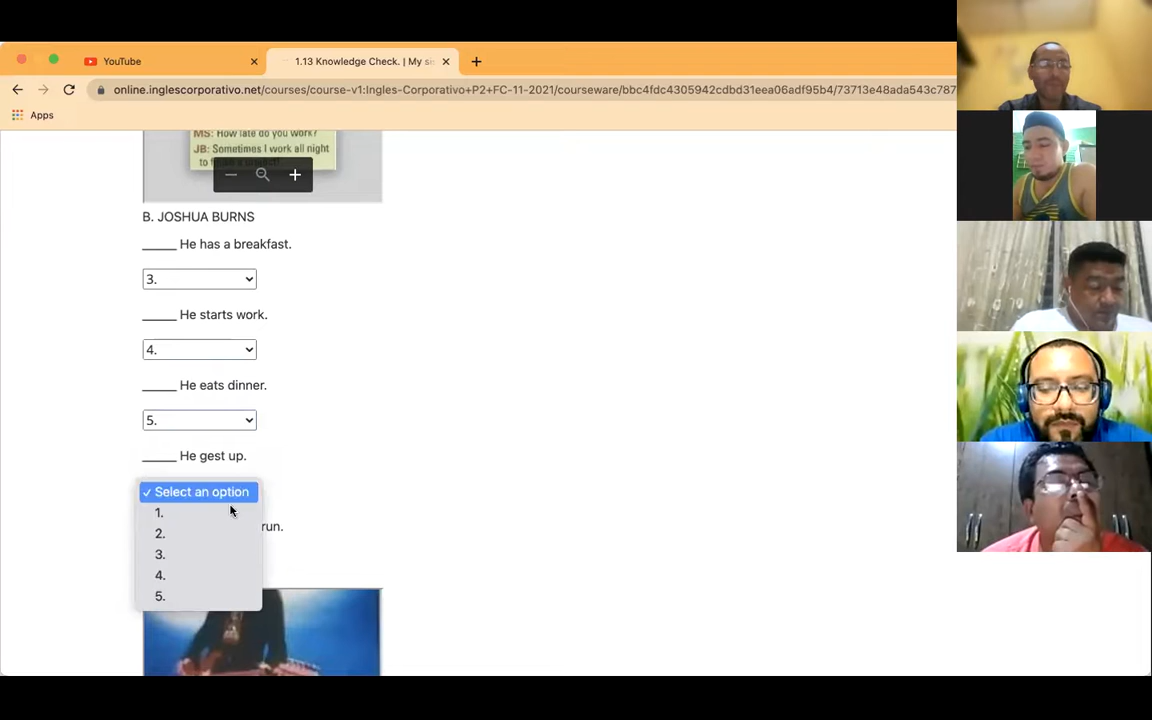 YouTube
1.13 Knowledge Check. | My s
online.inglescorporativo.net/courses/course-v1:Ingles-Corporativo+P2+FC-11-2021/courseware/bbc4fdc4305942cdbd31eea06adf95b4/73713e48ada543c787
Apps
MS: How late do you work?
JB: Sometimes I work all night
B. JOSHUA BURNS
_____ He has a breakfast.
3.
_____ He starts work.
4.
_____ He eats dinner.
5.
_____ He gest up.
✓ Select an option
1.
run.
2.
3.
4.
5.